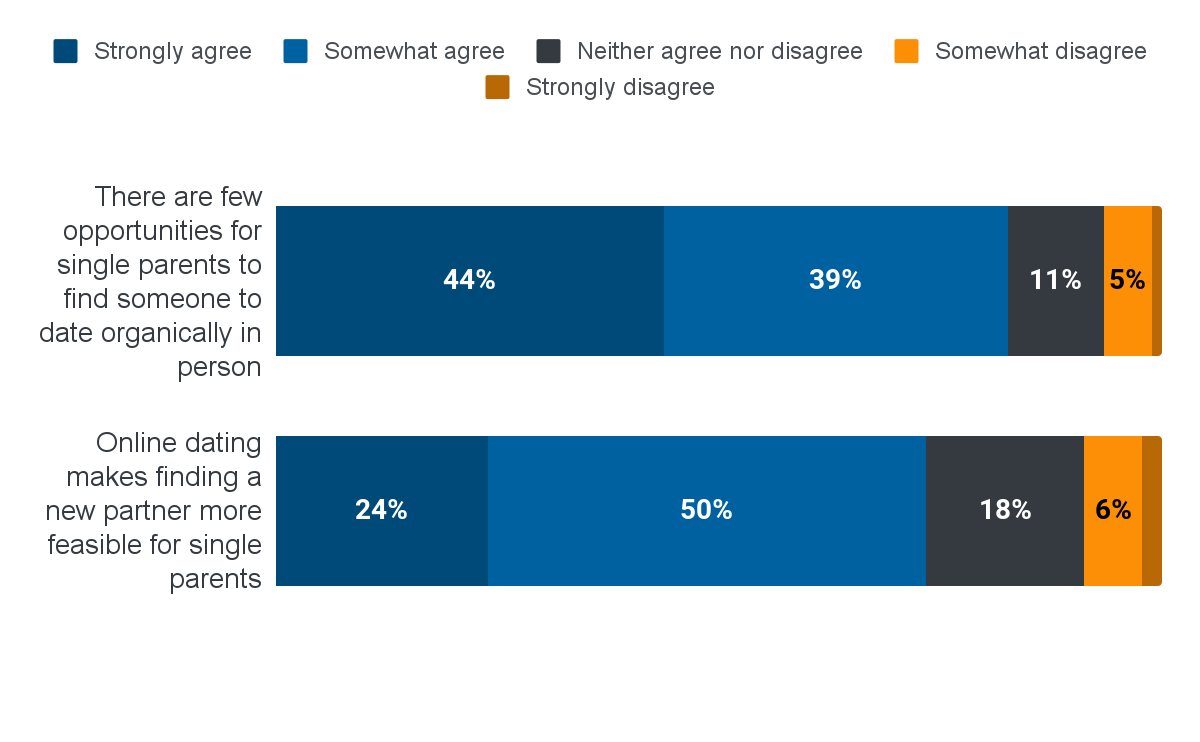 Strongly agree Somewhat agree Neither agree nor disagree Somewhat disagree
Strongly disagree
There are few
opportunities for
single parents to
find someone to
date organically in
person
44% 39% 11% 5%
Online dating
makes finding a
new partner more
feasible for single
parents
24% 50% 18% 6%